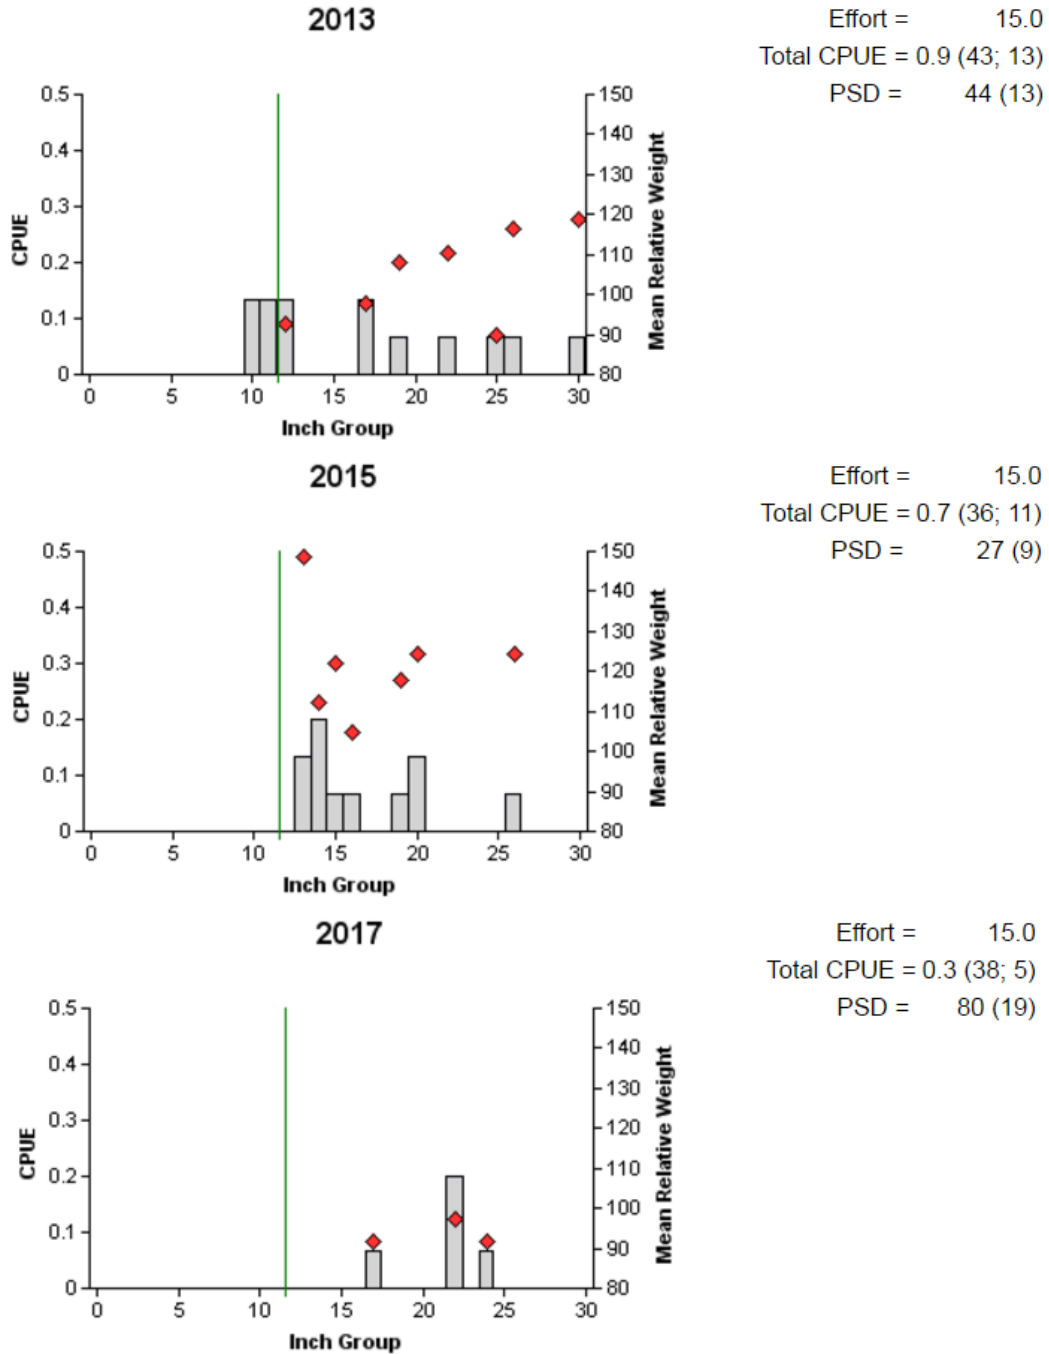 2013
Effort = 15.0
Total CPUE = 0.9 (43; 13)
PSD = 44 (13)
0.5
0.4
0.3
0.2
0.1
0
CPUE
150
140
130
120
110
100
90
80
Mean Relative Weight
0 5 10 15 20 25 30
Inch Group
2015
Effort = 15.0
Total CPUE = 0.7 (36; 11)
PSD = 27 (9)
0.5
0.4
0.3
0.2
0.1
0
CPUE
150
140
130
120
110
100
90
80
Mean Relative Weight
0 5 10 15 20 25 30
Inch Group
2017
Effort = 15.0
Total CPUE = 0.3 (38; 5)
PSD = 80 (19)
0.5
0.4
0.3
0.2
0.1
0
CPUE
150
140
130
120
110
100
90
80
Mean Relative Weight
0 5 10 15 20 25 30
Inch Group